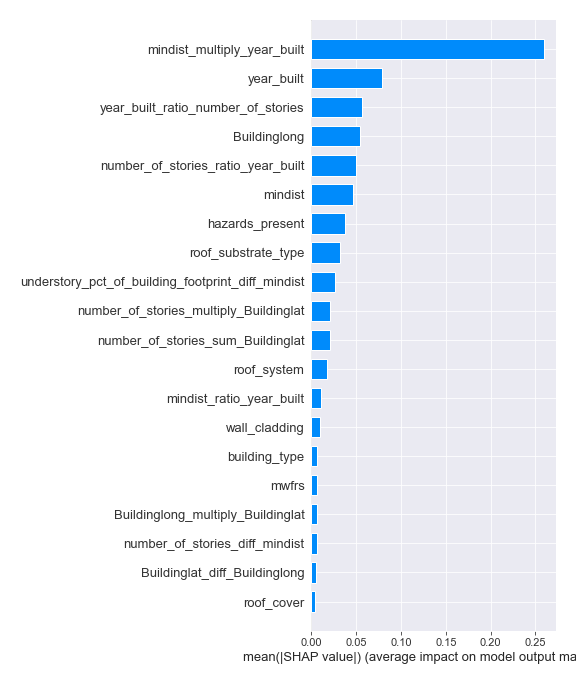 mindist_multiply_year_built
year_built
year_built_ratio_number_of_stories
Buildinglong
number_of_stories_ratio_year_built
mindist
hazards_present
roof_substrate_type
understory_pct_of_building_footprint_diff_mindist
number_of_stories_multiply_Buildinglat
number_of_stories_sum_Buildinglat
roof_system
mindist_ratio_year_built
wall_cladding
building_type
mwfrs
Buildinglong_multiply_Buildinglat
number_of_stories_diff_mindist
Buildinglat_diff_Buildinglong
roof_cover
0.00 0.05 0.10 0.15 0.20 0.25
mean(|SHAP value|) (average impact on model output ma